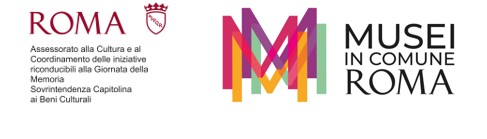 ROMA
SPQR
Assessorato alla Cultura e al
Coordinamento delle iniziative
riconducibili alla Giornata della
Memoria
Sovrintendenza Capitolina
ai Beni Culturali
MUSEI
IN COMUNE
ROMA